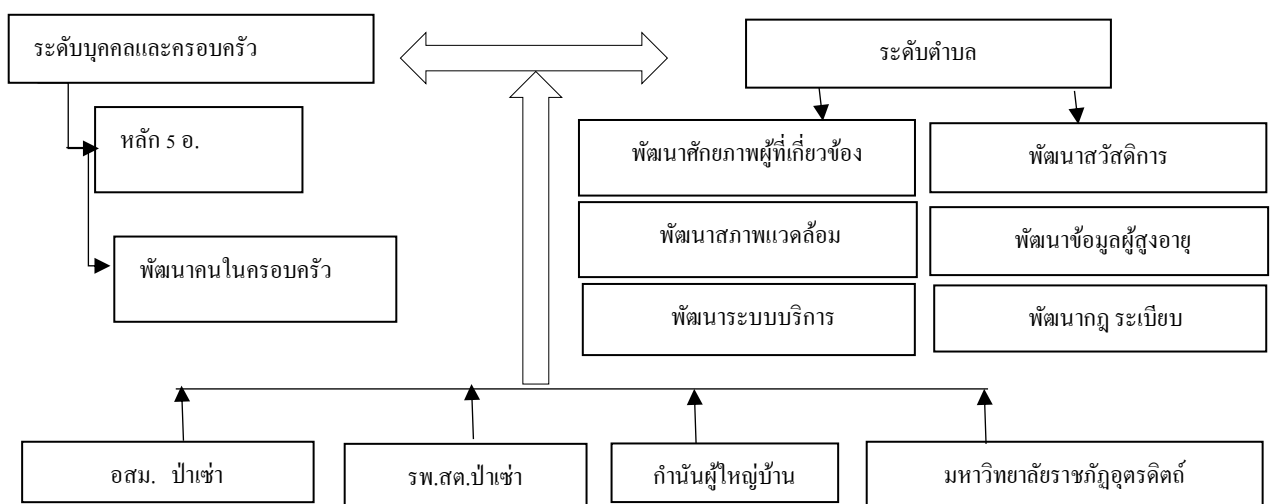 ระดับบุคคลและครอบครัว
ระดับตำบล
หลัก 5 อ.
พัฒนาคนในครอบครัว
พัฒนาศักยภาพผู้ที่เกี่ยวข้อง
พัฒนาสวัสดิการ
พัฒนาสภาพแวดล้อม
พัฒนาข้อมูลผู้สูงอายุ
พัฒนาระบบบริการ
พัฒนากฎ ระเบียบ
อสม. ป่าเซ่า
รพ.สต.ป่าเซ่า
กำนันผู้ใหญ่บ้าน
มหาวิทยาลัยราชภัฏอุตรดิตถ์